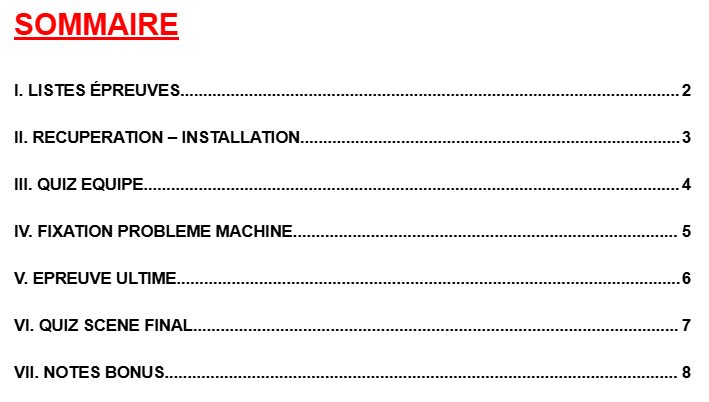 SOMMAIRE
I. LISTES ÉPREUVES............................................................................................................ 2
II. RECUPERATION – INSTALLATION.................................................................................. 3
III. QUIZ EQUIPE.................................................................................................................... 4
IV. FIXATION PROBLEME MACHINE................................................................................... 5
V. EPREUVE ULTIME............................................................................................................. 6
VI. QUIZ SCENE FINAL......................................................................................................... 7
VII. NOTES BONUS............................................................................................................... 8